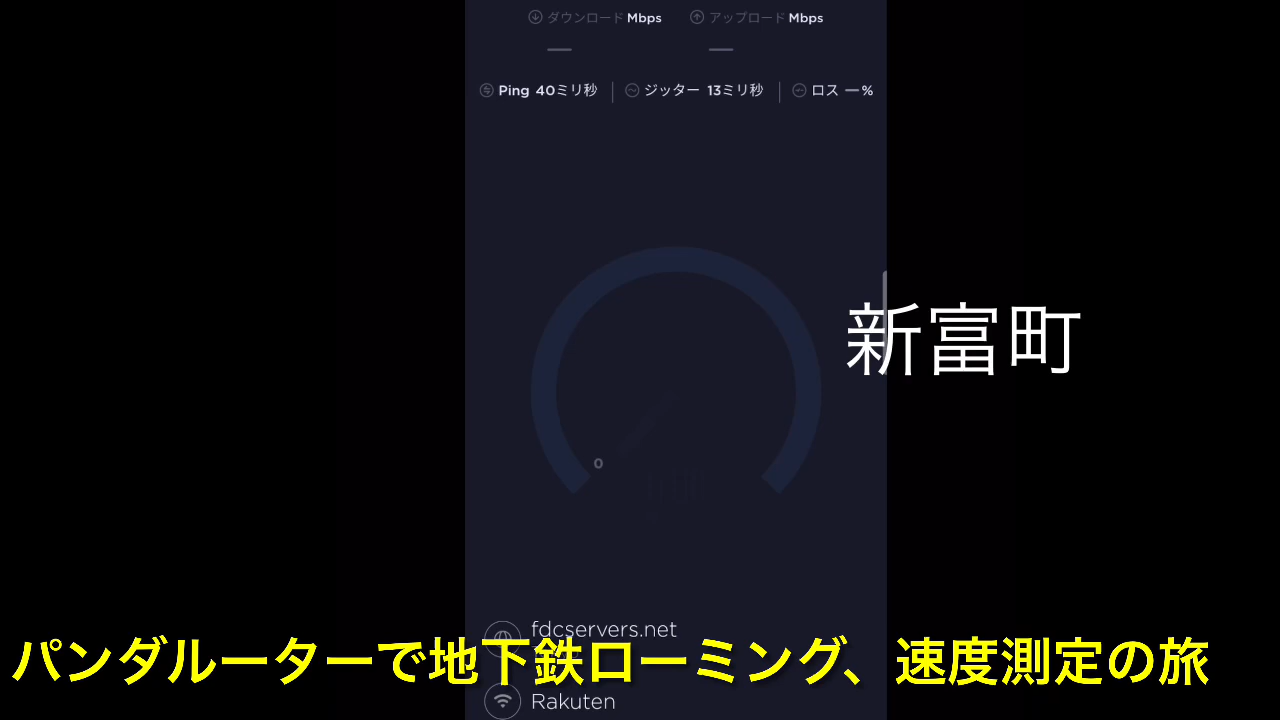 ダウンロード Mbps アップロード Mbps
— —
Ping 40ミリ秒 ジッター 13ミリ秒 ロス —%
新富町
0
fdcservers.net
パンダルーターで地下鉄ローミング、速度測定の旅
Rakuten